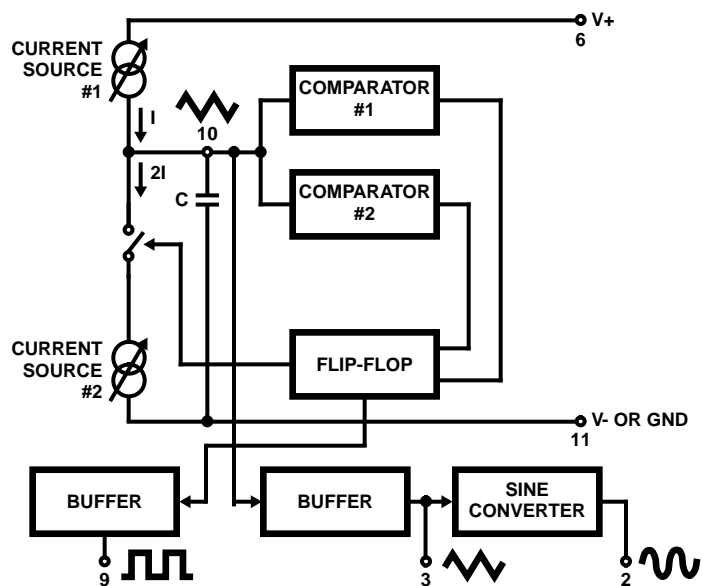 V+
6
CURRENT
SOURCE
#1
I
10
COMPARATOR
#1
2I
C
COMPARATOR
#2
CURRENT
SOURCE
#2
FLIP-FLOP
V- OR GND
11
BUFFER
BUFFER
SINE
CONVERTER
9
3
2